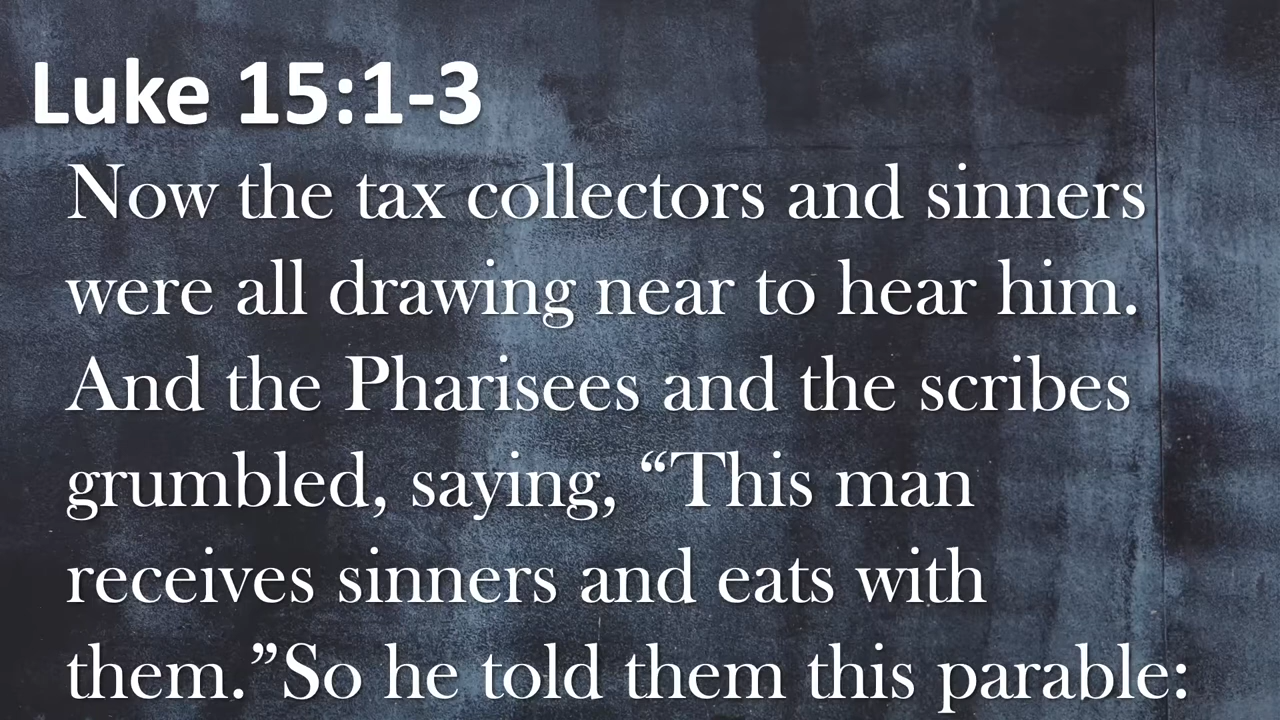 Luke 15:1-3
Now the tax collectors and sinners
were all drawing near to hear him.
And the Pharisees and the scribes
grumbled, saying, “This man
receives sinners and eats with
them.”So he told them this parable: